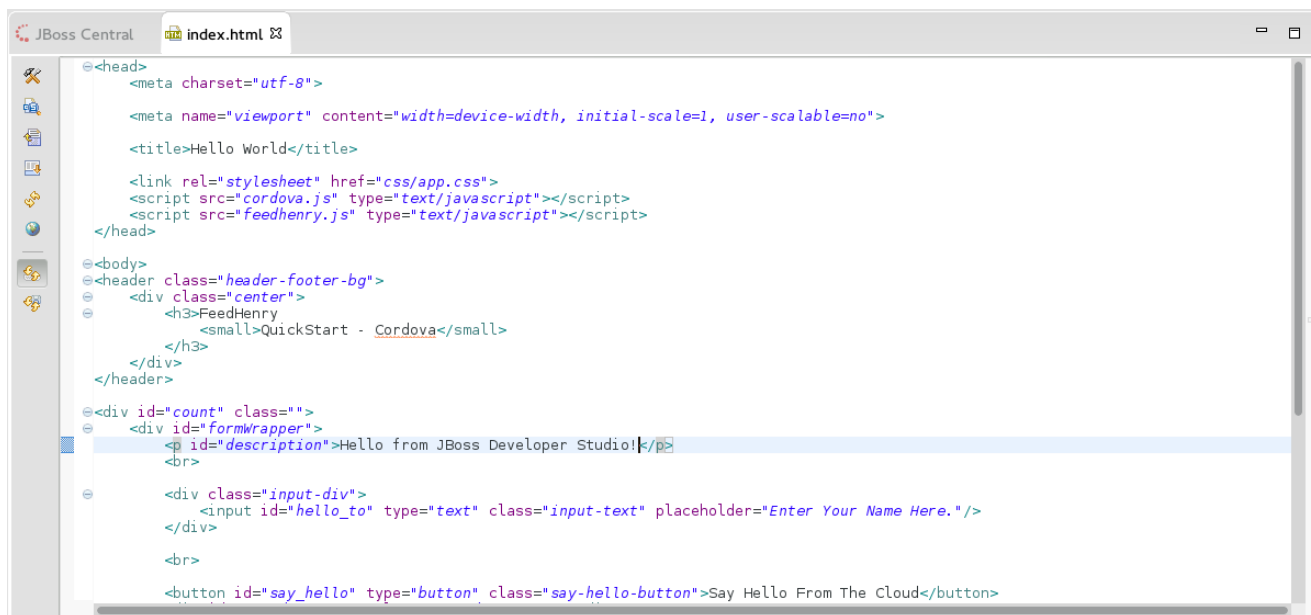 JBoss Central index.html
<head>
<meta charset="utf-8">
<meta name="viewport" content="width=device-width, initial-scale=1, user-scalable=no">
<title>Hello World</title>
<link rel="stylesheet" href="css/app.css">
<script src="cordova.js" type="text/javascript"></script>
<script src="feedhenry.js" type="text/javascript"></script>
</head>
<body>
<header class="header-footer-bg">
<div class="center">
<h3>FeedHenry
<small>QuickStart - Cordova</small>
</h3>
</div>
</header>
<div id="count" class="">
<div id="formWrapper">
<p id="description">Hello from JBoss Developer Studio!</p>
<br>
<div class="input-div">
<input id="hello_to" type="text" class="input-text" placeholder="Enter Your Name Here."/>
</div>
<br>
<button id="say_hello" type="button" class="say-hello-button">Say Hello From The Cloud</button>